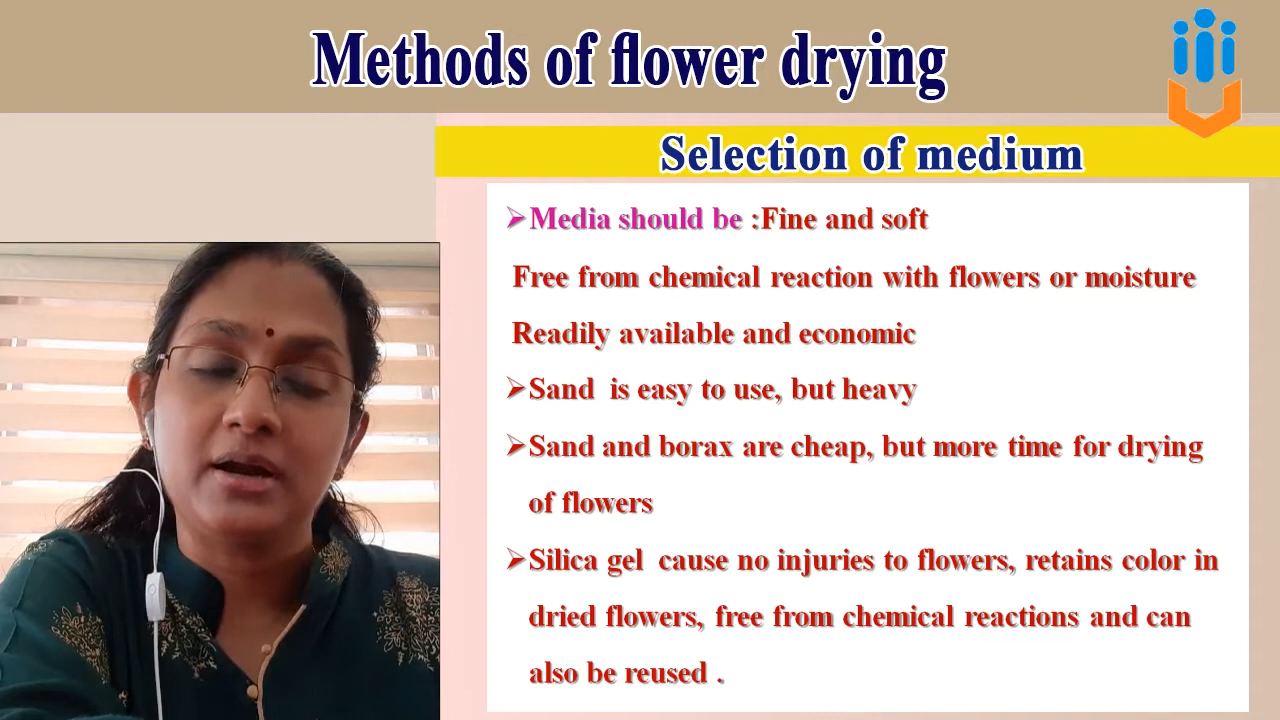 Methods of flower drying
Selection of medium
➢Media should be :Fine and soft
Free from chemical reaction with flowers or moisture
Readily available and economic
➢Sand is easy to use, but heavy
➢Sand and borax are cheap, but more time for drying
of flowers
➢Silica gel cause no injuries to flowers, retains color in
dried flowers, free from chemical reactions and can
also be reused .